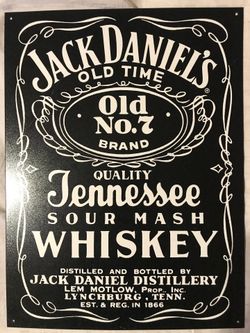 JACK DANIEL'S
OLD TIME
Old
No.7
BRAND
QUALITY
Tennessee
SOUR MASH
WHISKEY
DISTILLED AND BOTTLED BY
JACK DANIEL DISTILLERY
LEM MOTLOW, PROP., INC.
LYNCHBURG, TENN.
EST. & REG. IN 1866